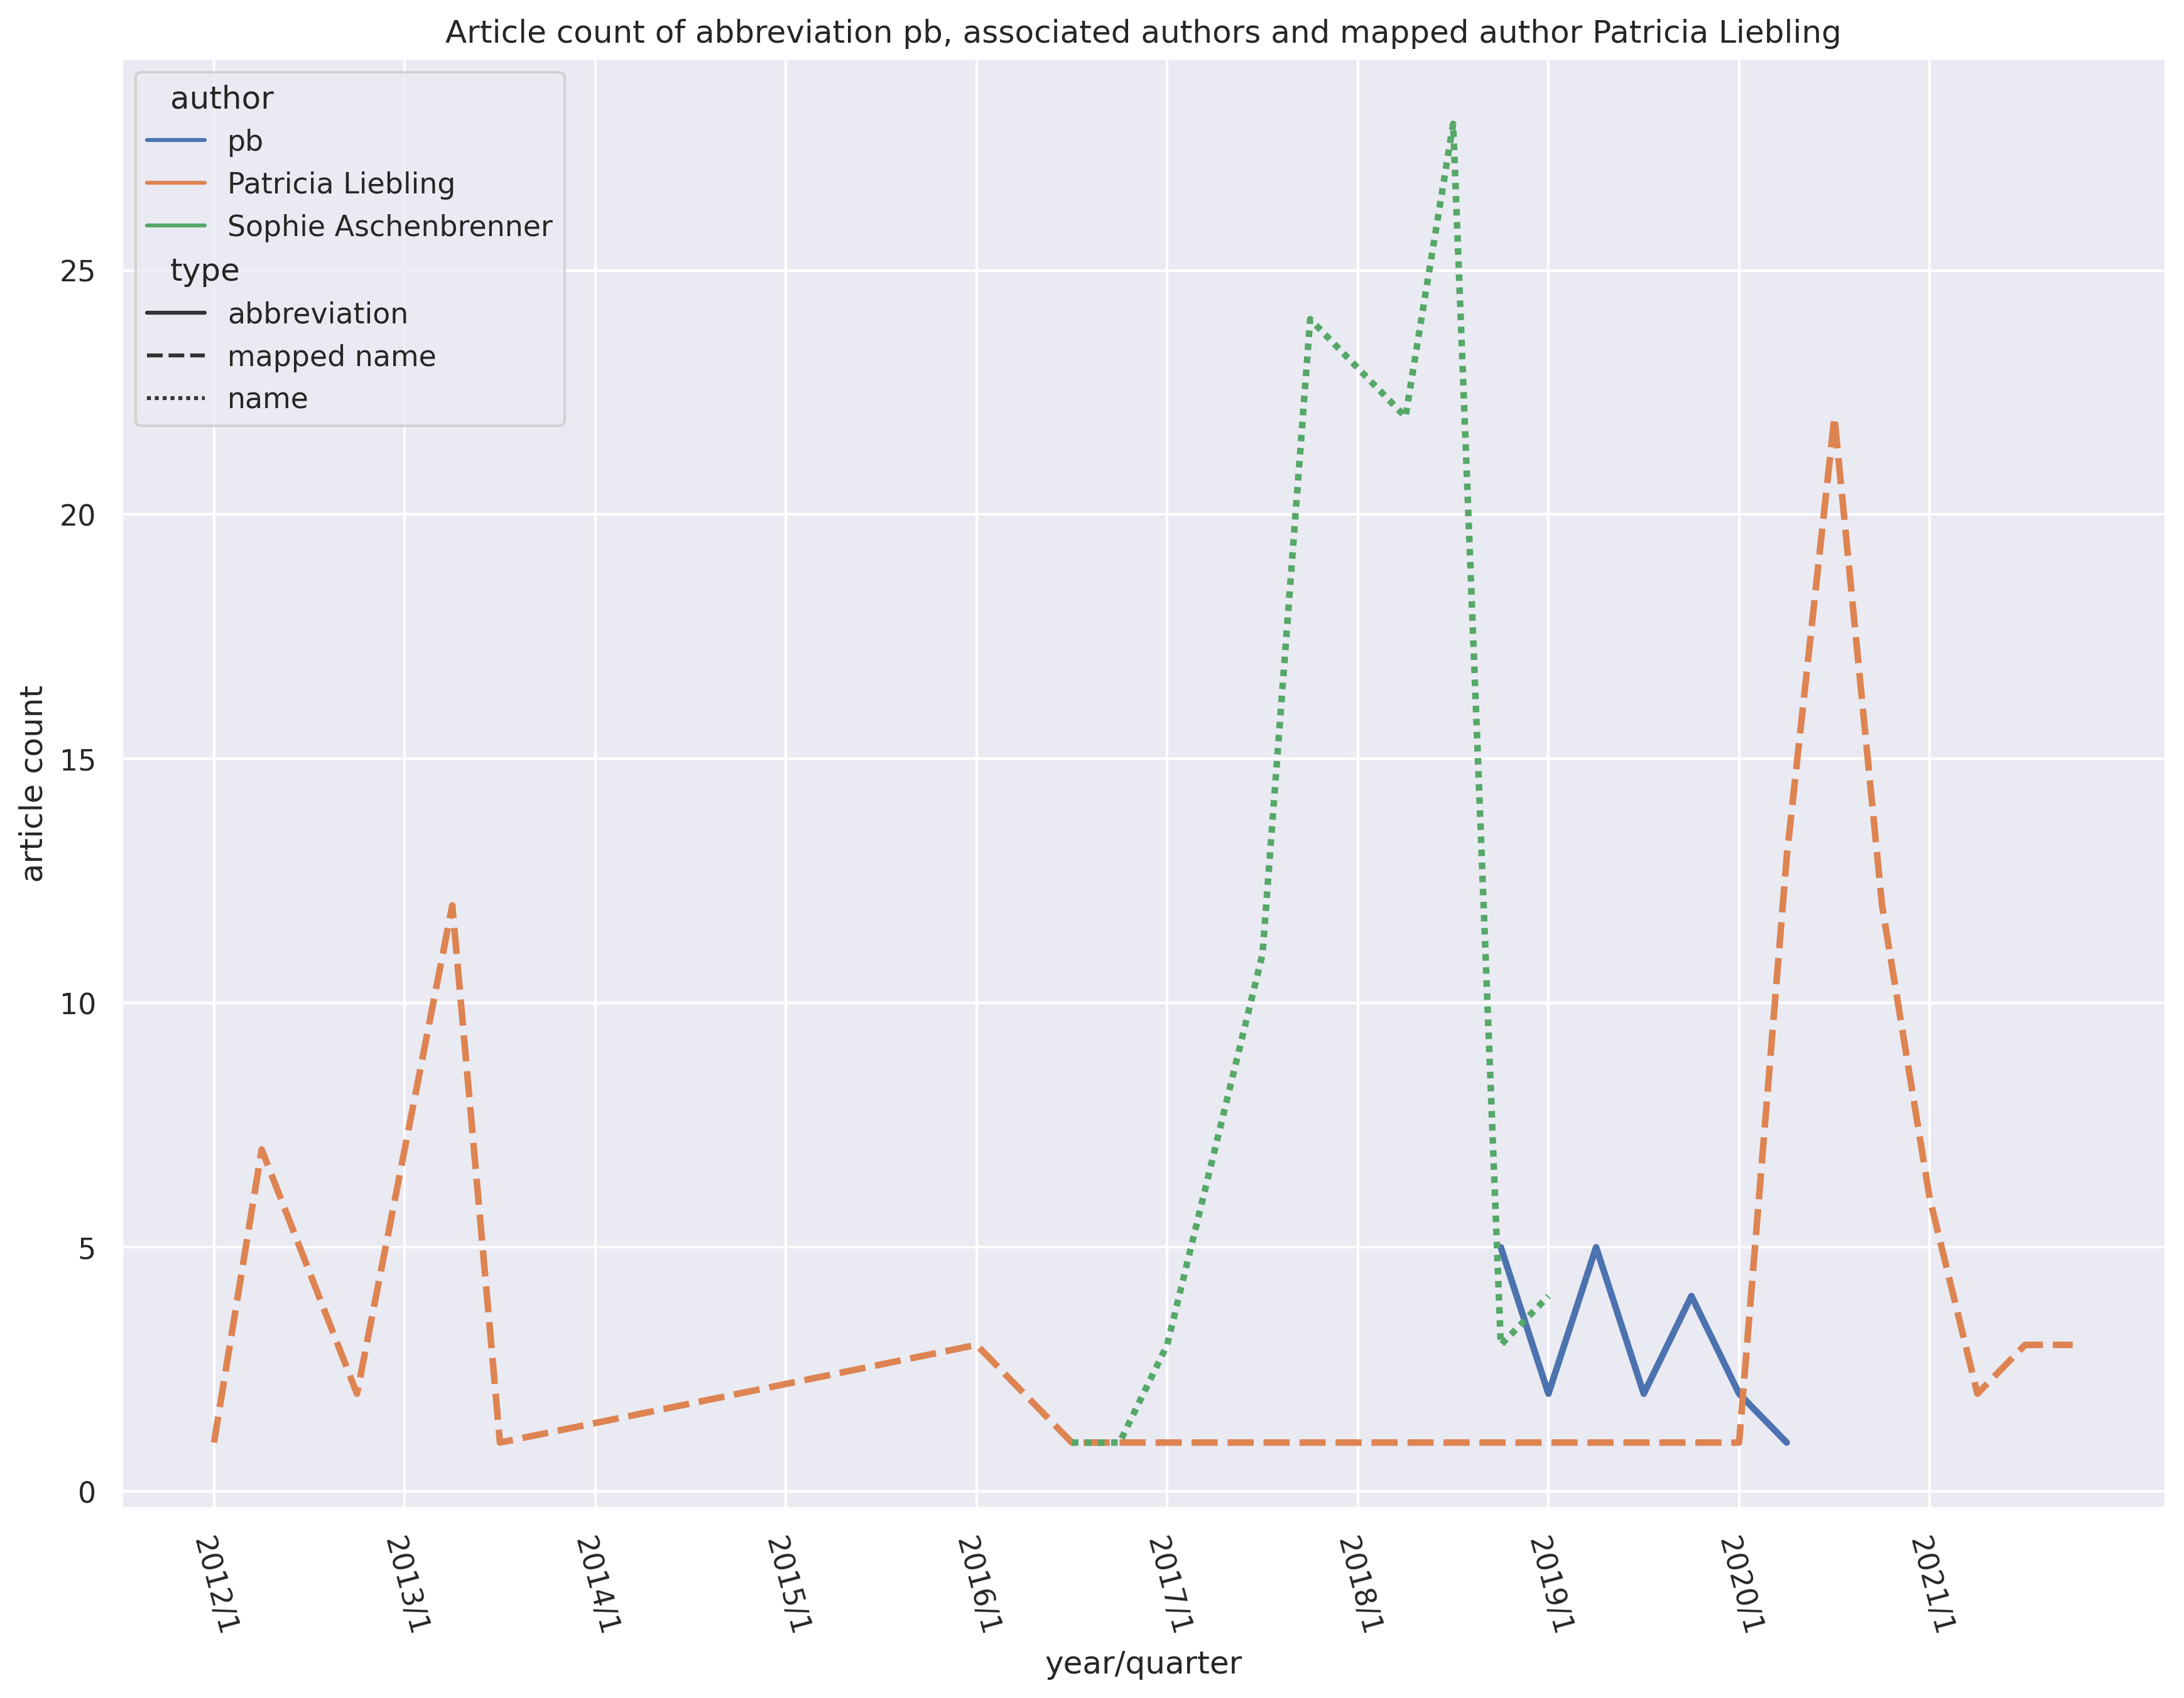 Article count of abbreviation pb, associated authors and mapped author Patricia Liebling
author
pb
Patricia Liebling
Sophie Aschenbrenner
type
abbreviation
mapped name
name
article count
25
20
15
10
5
0
2012/1
2013/1
2014/1
2015/1
2016/1
2017/1
2018/1
2019/1
2020/1
2021/1
year/quarter